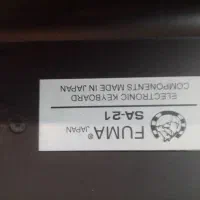 FUMA®
JAPAN
SA-21
ELECTRONIC KEYBOARD
COMPONENTS MADE IN JAPAN